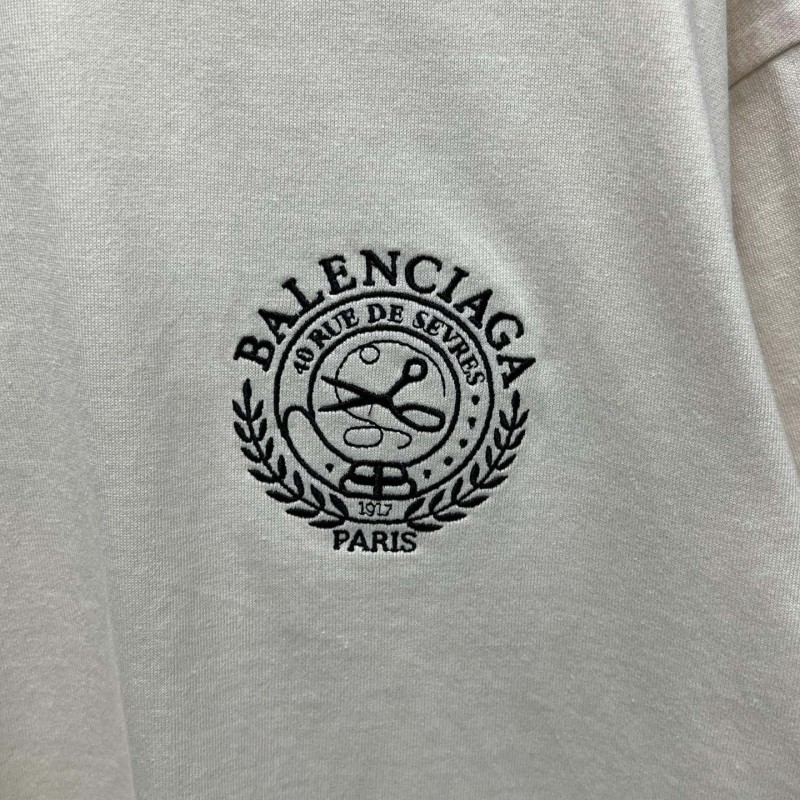 BALENCIAGA
40 RUE DE SEVRES
1917
PARIS